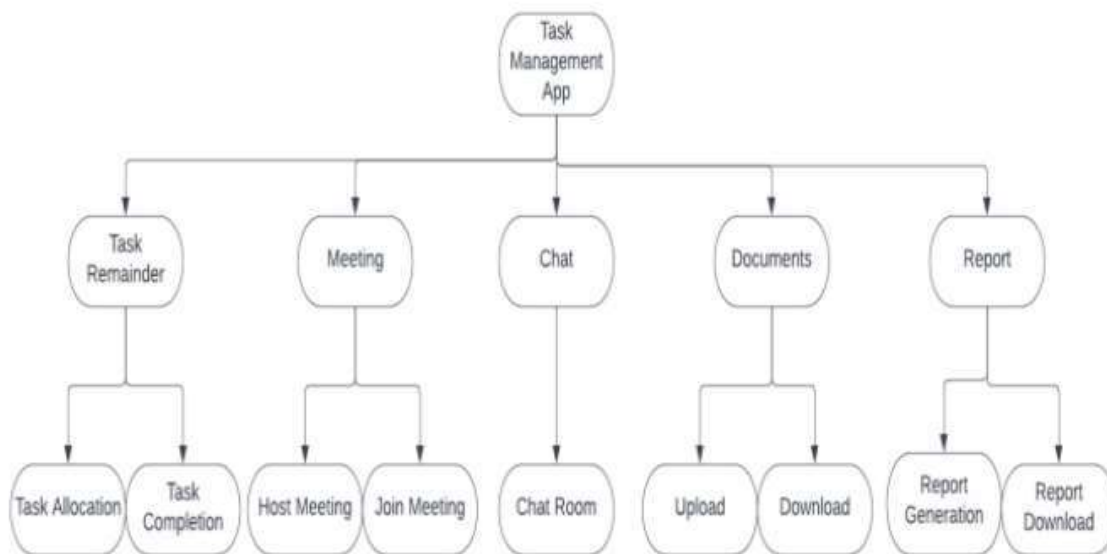 Task
Management
App
Task
Remainder
Meeting
Chat
Documents
Report
Task Allocation
Task
Completion
Host Meeting
Join Meeting
Chat Room
Upload
Download
Report
Generation
Report
Download